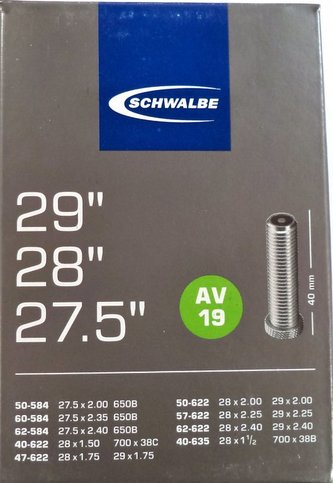 SCHWALBE
29"
28"
27.5"
AV
19
40 mm
50-584 27.5 x 2.00 650B
60-584 27.5 x 2.35 650B
62-584 27.5 x 2.40 650B
40-622 28 x 1.50 700 x 38C
47-622 28 x 1.75 29 x 1.75
50-622 28 x 2.00 29 x 2.00
57-622 28 x 2.25 29 x 2.25
62-622 28 x 2.40 29 x 2.40
40-635 28 x 1 1/2 700 x 38B